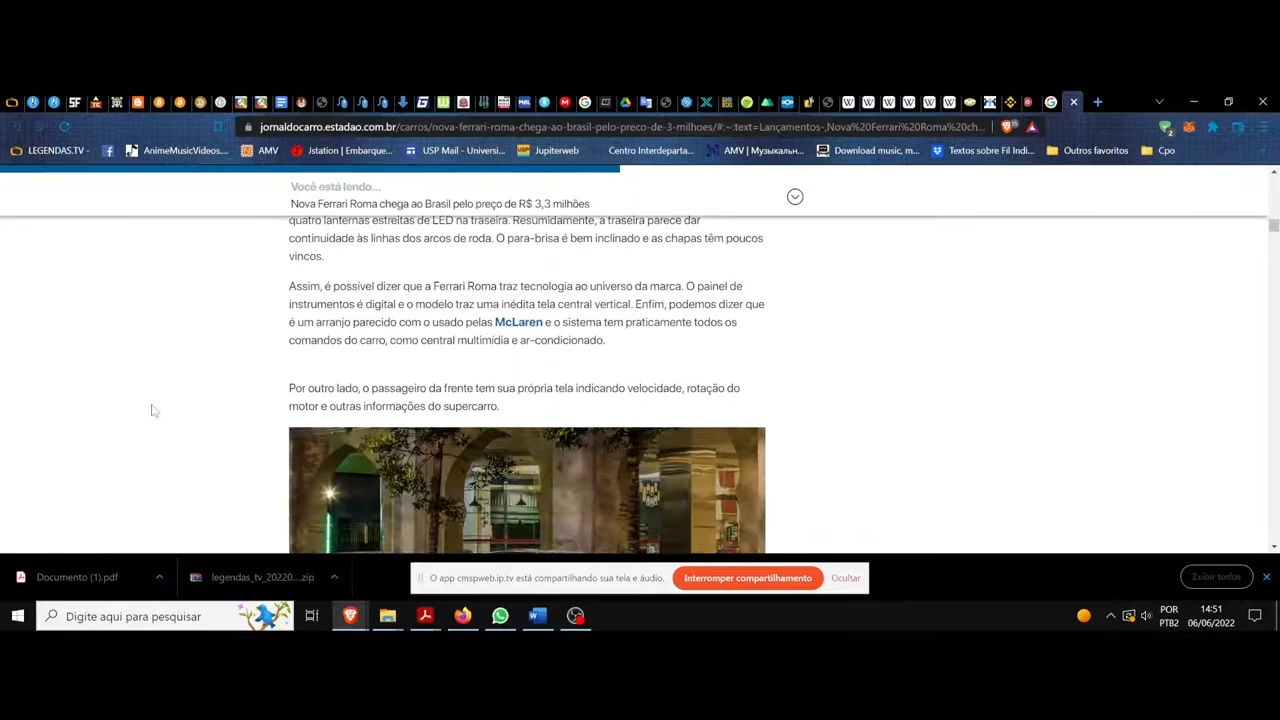 jornaldocarro.estadao.com.br/carros/nova-ferrari-roma-chega-ao-brasil-pelo-preco-de-3-milhoes/#:~:text=Lançamentos-,Nova%20Ferrari%20Roma%20ch...
LEGENDAS.TV -
AnimeMusicVideos...
AMV
Jstation | Embarque...
USP Mail - Universi...
Jupiterweb
Centro Interdeparta...
AMV | Музыкальн...
Download music, m...
Textos sobre Fil Indi...
Outros favoritos
Cpo
Você está lendo...
Nova Ferrari Roma chega ao Brasil pelo preço de R$ 3,3 milhões
quatro lanternas estreitas de LED na traseira. Resumidamente, a traseira parece dar
continuidade às linhas dos arcos de roda. O para-brisa é bem inclinado e as chapas têm poucos
vincos.
Assim, é possível dizer que a Ferrari Roma traz tecnologia ao universo da marca. O painel de
instrumentos é digital e o modelo traz uma inédita tela central vertical. Enfim, podemos dizer que
é um arranjo parecido com o usado pelas McLaren e o sistema tem praticamente todos os
comandos do carro, como central multimídia e ar-condicionado.
Por outro lado, o passageiro da frente tem sua própria tela indicando velocidade, rotação do
motor e outras informações do supercarro.
Documento (1).pdf
legendas_tv_20220....zip
O app cmspweb.ip.tv está compartilhando sua tela e áudio.
Interromper compartilhamento
Ocultar
Exibir todos
Digite aqui para pesquisar
POR
PTB2
14:51
06/06/2022